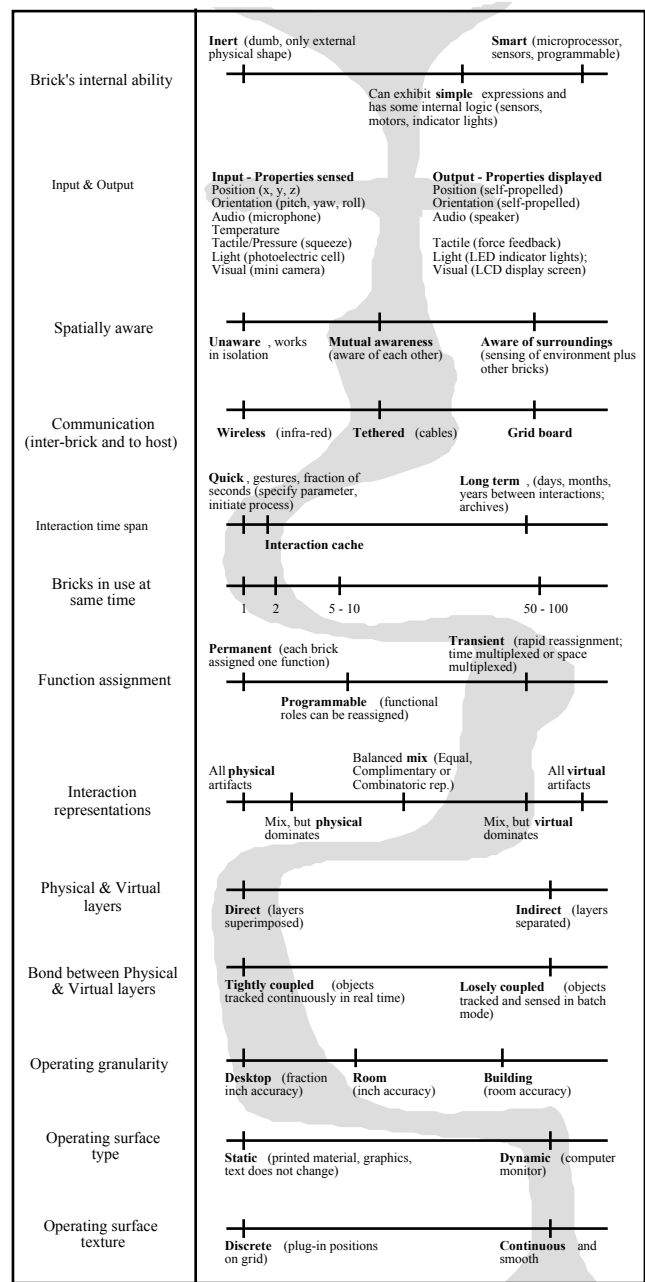 Brick's internal ability
Inert (dumb, only external
physical shape)
Smart (microprocessor,
sensors, programmable)
Can exhibit simple expressions and
has some internal logic (sensors,
motors, indicator lights)
Input & Output
Input - Properties sensed
Position (x, y, z)
Orientation (pitch, yaw, roll)
Audio (microphone)
Temperature
Tactile/Pressure (squeeze)
Light (photoelectric cell)
Visual (mini camera)
Output - Properties displayed
Position (self-propelled)
Orientation (self-propelled)
Audio (speaker)
Tactile (force feedback)
Light (LED indicator lights);
Visual (LCD display screen)
Spatially aware
Unaware , works
in isolation
Mutual awareness
(aware of each other)
Aware of surroundings
(sensing of environment plus
other bricks)
Communication
(inter-brick and to host)
Wireless (infra-red)
Tethered (cables)
Grid board
Interaction time span
Quick , gestures, fraction of
seconds (specify parameter,
initiate process)
Long term , (days, months,
years between interactions;
archives)
Interaction cache
Bricks in use at
same time
1
2
5 - 10
50 - 100
Function assignment
Permanent (each brick
assigned one function)
Transient (rapid reassignment;
time multiplexed or space
multiplexed)
Programmable (functional
roles can be reassigned)
Interaction
representations
All physical
artifacts
Balanced mix (Equal,
Complimentary or
Combinatoric rep.)
All virtual
artifacts
Mix, but physical
dominates
Mix, but virtual
dominates
Physical & Virtual
layers
Direct (layers
superimposed)
Indirect (layers
separated)
Bond between Physical
& Virtual layers
Tightly coupled (objects
tracked continuously in real time)
Losely coupled (objects
tracked and sensed in batch
mode)
Operating granularity
Desktop (fraction
inch accuracy)
Room
(inch accuracy)
Building
(room accuracy)
Operating surface
type
Static (printed material, graphics,
text does not change)
Dynamic (computer
monitor)
Operating surface
texture
Discrete (plug-in positions
on grid)
Continuous and
smooth